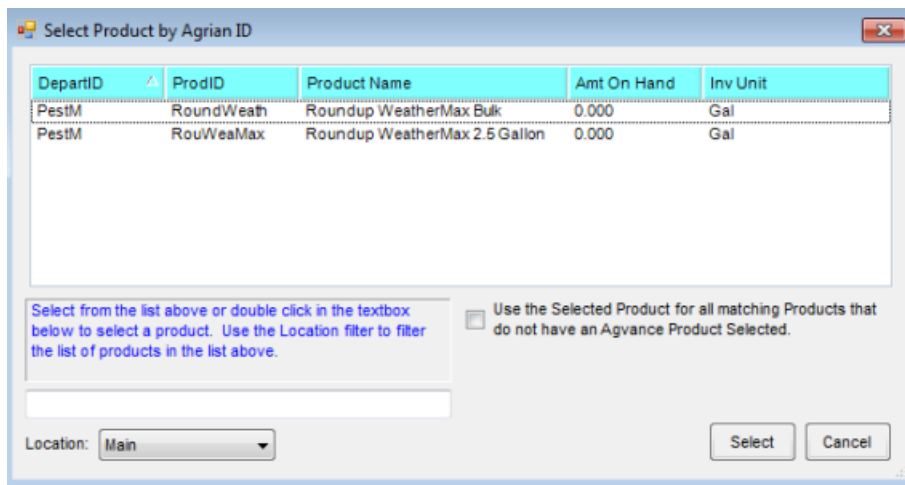 Select Product by Agrian ID
DepartID ProdID Product Name Amt On Hand Inv Unit
PestM RoundWeath Roundup WeatherMax Bulk 0.000 Gal
PestM RouWeaMax Roundup WeatherMax 2.5 Gallon 0.000 Gal
Select from the list above or double click in the textbox
below to select a product. Use the Location filter to filter
the list of products in the list above.
Use the Selected Product for all matching Products that
do not have an Agvance Product Selected.
Location: Main
Select Cancel